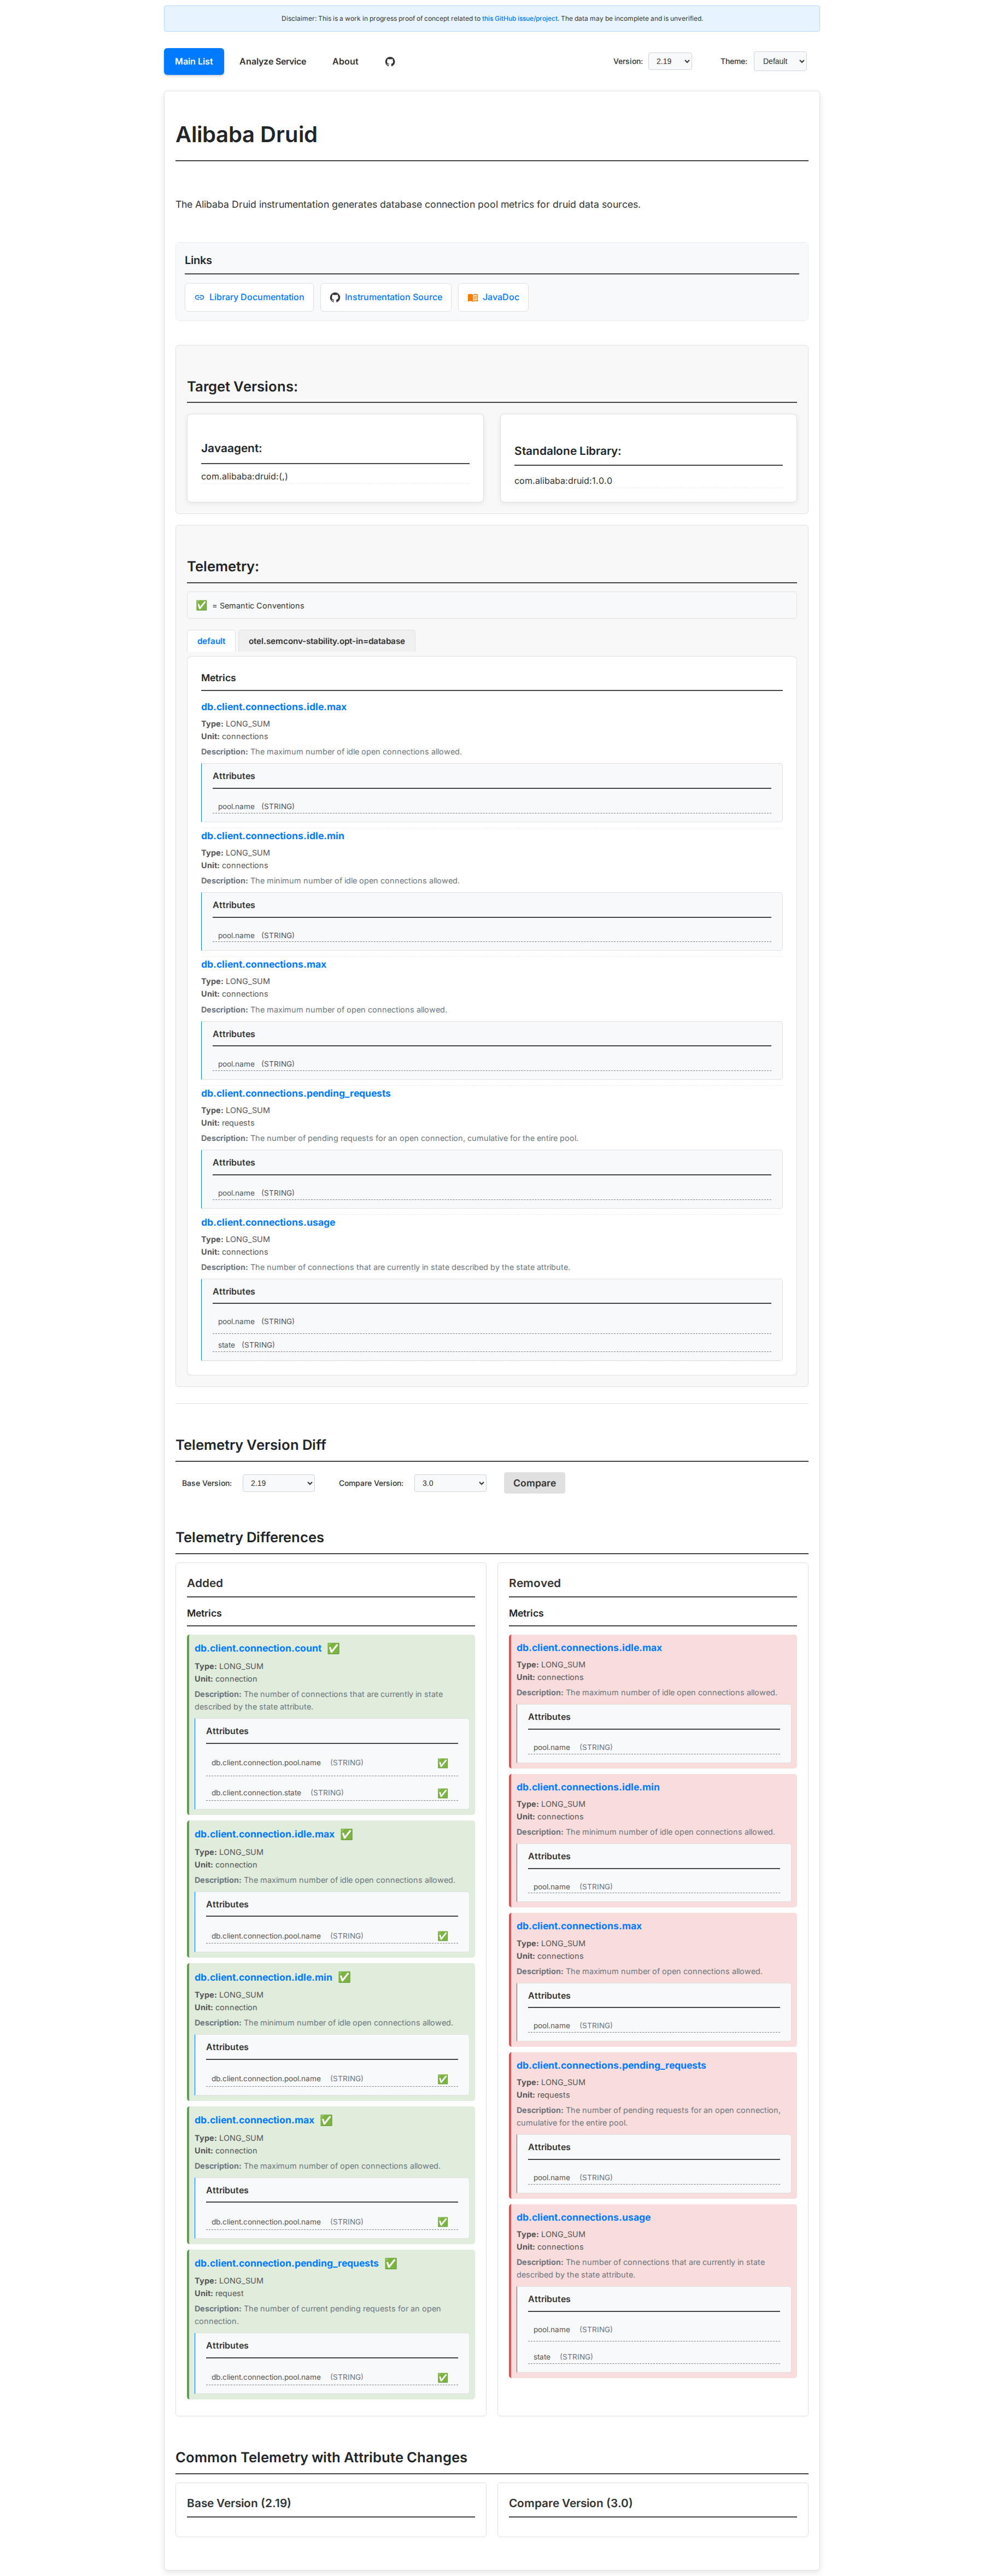 Disclaimer: This is a work in progress proof of concept related to this GitHub issue/project. The data may be incomplete and is unverified.
Main List Analyze Service About Version: 2.19 Theme: Default
Alibaba Druid
The Alibaba Druid instrumentation generates database connection pool metrics for druid data sources.
Links
Library Documentation Instrumentation Source JavaDoc
Target Versions:
Javaagent:
com.alibaba:druid:(,)
Standalone Library:
com.alibaba:druid:1.0.0
Telemetry:
✅ = Semantic Conventions
default otel.semconv-stability.opt-in=database
Metrics
db.client.connections.idle.max
Type: LONG_SUM
Unit: connections
Description: The maximum number of idle open connections allowed.
Attributes
pool.name (STRING)
db.client.connections.idle.min
Type: LONG_SUM
Unit: connections
Description: The minimum number of idle open connections allowed.
Attributes
pool.name (STRING)
db.client.connections.max
Type: LONG_SUM
Unit: connections
Description: The maximum number of open connections allowed.
Attributes
pool.name (STRING)
db.client.connections.pending_requests
Type: LONG_SUM
Unit: requests
Description: The number of pending requests for an open connection, cumulative for the entire pool.
Attributes
pool.name (STRING)
db.client.connections.usage
Type: LONG_SUM
Unit: connections
Description: The number of connections that are currently in state described by the state attribute.
Attributes
pool.name (STRING)
state (STRING)
Telemetry Version Diff
Base Version: 2.19 Compare Version: 3.0 Compare
Telemetry Differences
Added
Metrics
db.client.connection.count ✅
Type: LONG_SUM
Unit: connection
Description: The number of connections that are currently in state
described by the state attribute.
Attributes
db.client.connection.pool.name (STRING) ✅
db.client.connection.state (STRING) ✅
db.client.connection.idle.max ✅
Type: LONG_SUM
Unit: connection
Description: The maximum number of idle open connections allowed.
Attributes
db.client.connection.pool.name (STRING) ✅
db.client.connection.idle.min ✅
Type: LONG_SUM
Unit: connection
Description: The minimum number of idle open connections allowed.
Attributes
db.client.connection.pool.name (STRING) ✅
db.client.connection.max ✅
Type: LONG_SUM
Unit: connection
Description: The maximum number of open connections allowed.
Attributes
db.client.connection.pool.name (STRING) ✅
db.client.connection.pending_requests ✅
Type: LONG_SUM
Unit: request
Description: The number of current pending requests for an open
connection.
Attributes
db.client.connection.pool.name (STRING) ✅
Removed
Metrics
db.client.connections.idle.max
Type: LONG_SUM
Unit: connections
Description: The maximum number of idle open connections allowed.
Attributes
pool.name (STRING)
db.client.connections.idle.min
Type: LONG_SUM
Unit: connections
Description: The minimum number of idle open connections allowed.
Attributes
pool.name (STRING)
db.client.connections.max
Type: LONG_SUM
Unit: connections
Description: The maximum number of open connections allowed.
Attributes
pool.name (STRING)
db.client.connections.pending_requests
Type: LONG_SUM
Unit: requests
Description: The number of pending requests for an open connection,
cumulative for the entire pool.
Attributes
pool.name (STRING)
db.client.connections.usage
Type: LONG_SUM
Unit: connections
Description: The number of connections that are currently in state
described by the state attribute.
Attributes
pool.name (STRING)
state (STRING)
Common Telemetry with Attribute Changes
Base Version (2.19)
Compare Version (3.0)